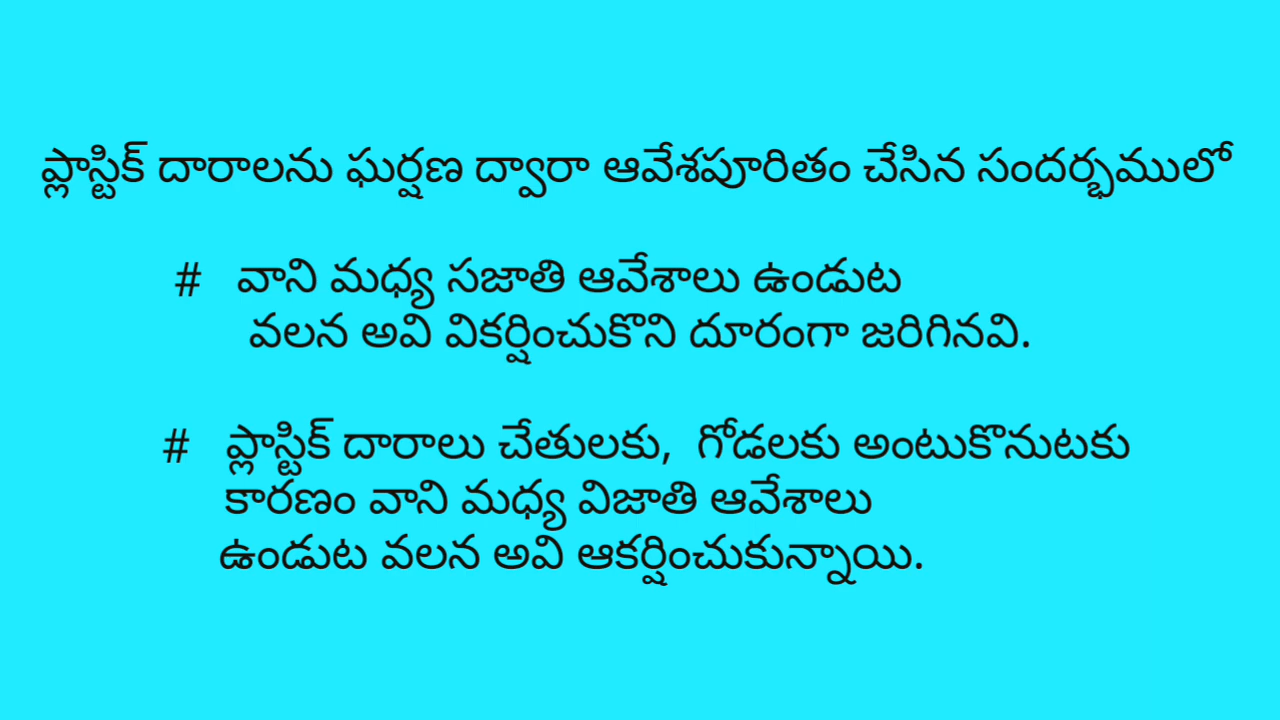 ప్లాస్టిక్ దారాలను ఘర్షణ ద్వారా ఆవేశపూరితం చేసిన సందర్భములో
# వాని మధ్య సజాతి ఆవేశాలు ఉండుట
వలన అవి వికర్షించుకొని దూరంగా జరిగినవి.
# ప్లాస్టిక్ దారాలు చేతులకు, గోడలకు అంటుకొనుటకు
కారణం వాని మధ్య విజాతి ఆవేశాలు
ఉండుట వలన అవి ఆకర్షించుకున్నాయి.